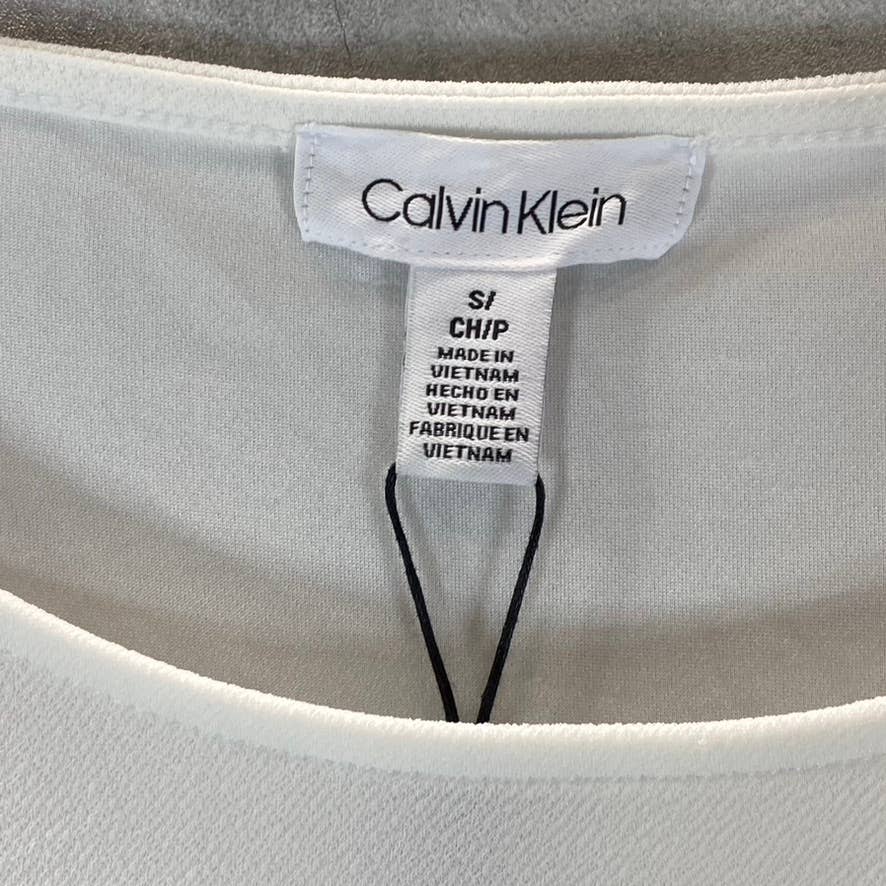 Calvin Klein
S/
CH/P
MADE IN
VIETNAM
HECHO EN
VIETNAM
FABRIQUE EN
VIETNAM